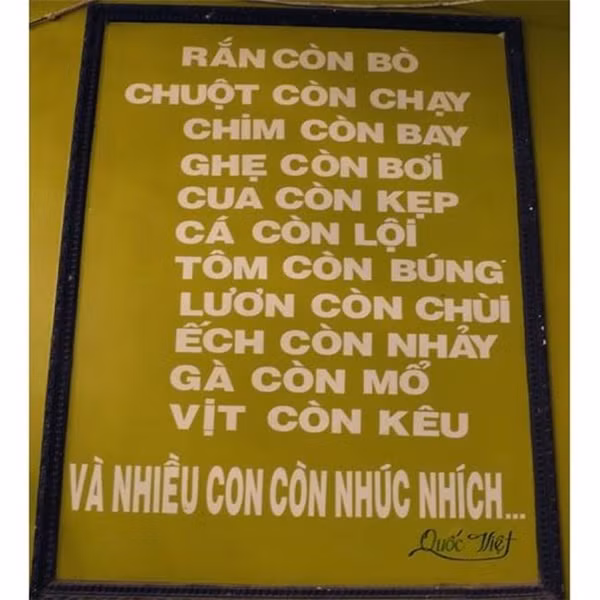 RẮN CÒN BÒ
CHUỘT CÒN CHẠY
CHIM CÒN BAY
GHẸ CÒN BƠI
CUA CÒN KẸP
CÁ CÒN LỘI
TÔM CÒN BÚNG
LƯƠN CÒN CHÙI
ẾCH CÒN NHẢY
GÀ CÒN MỔ
VỊT CÒN KÊU
VÀ NHIỀU CON CÒN NHÚC NHÍCH...
Quốc Việt